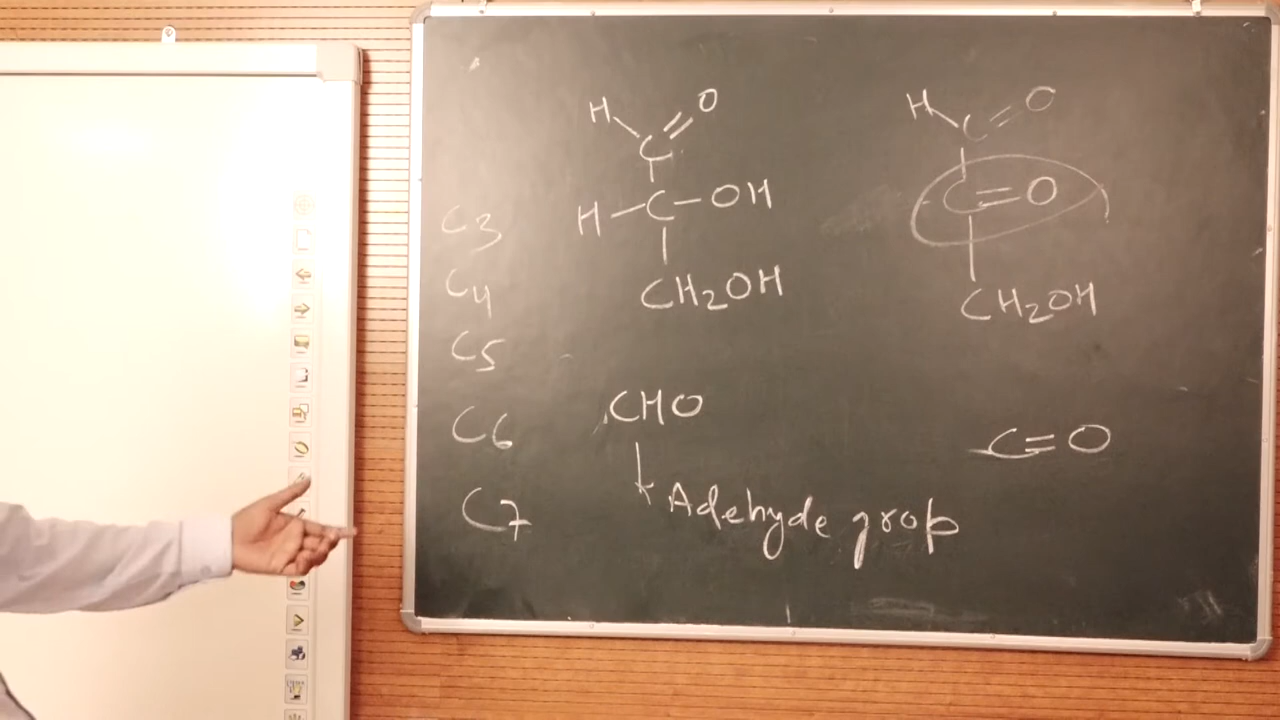 H O
C
H - C - OH
CH2OH
H C = O
C = O
CH2OH
C3
C4
C5
C6
C7
CHO
Adehyde grop
- C = O